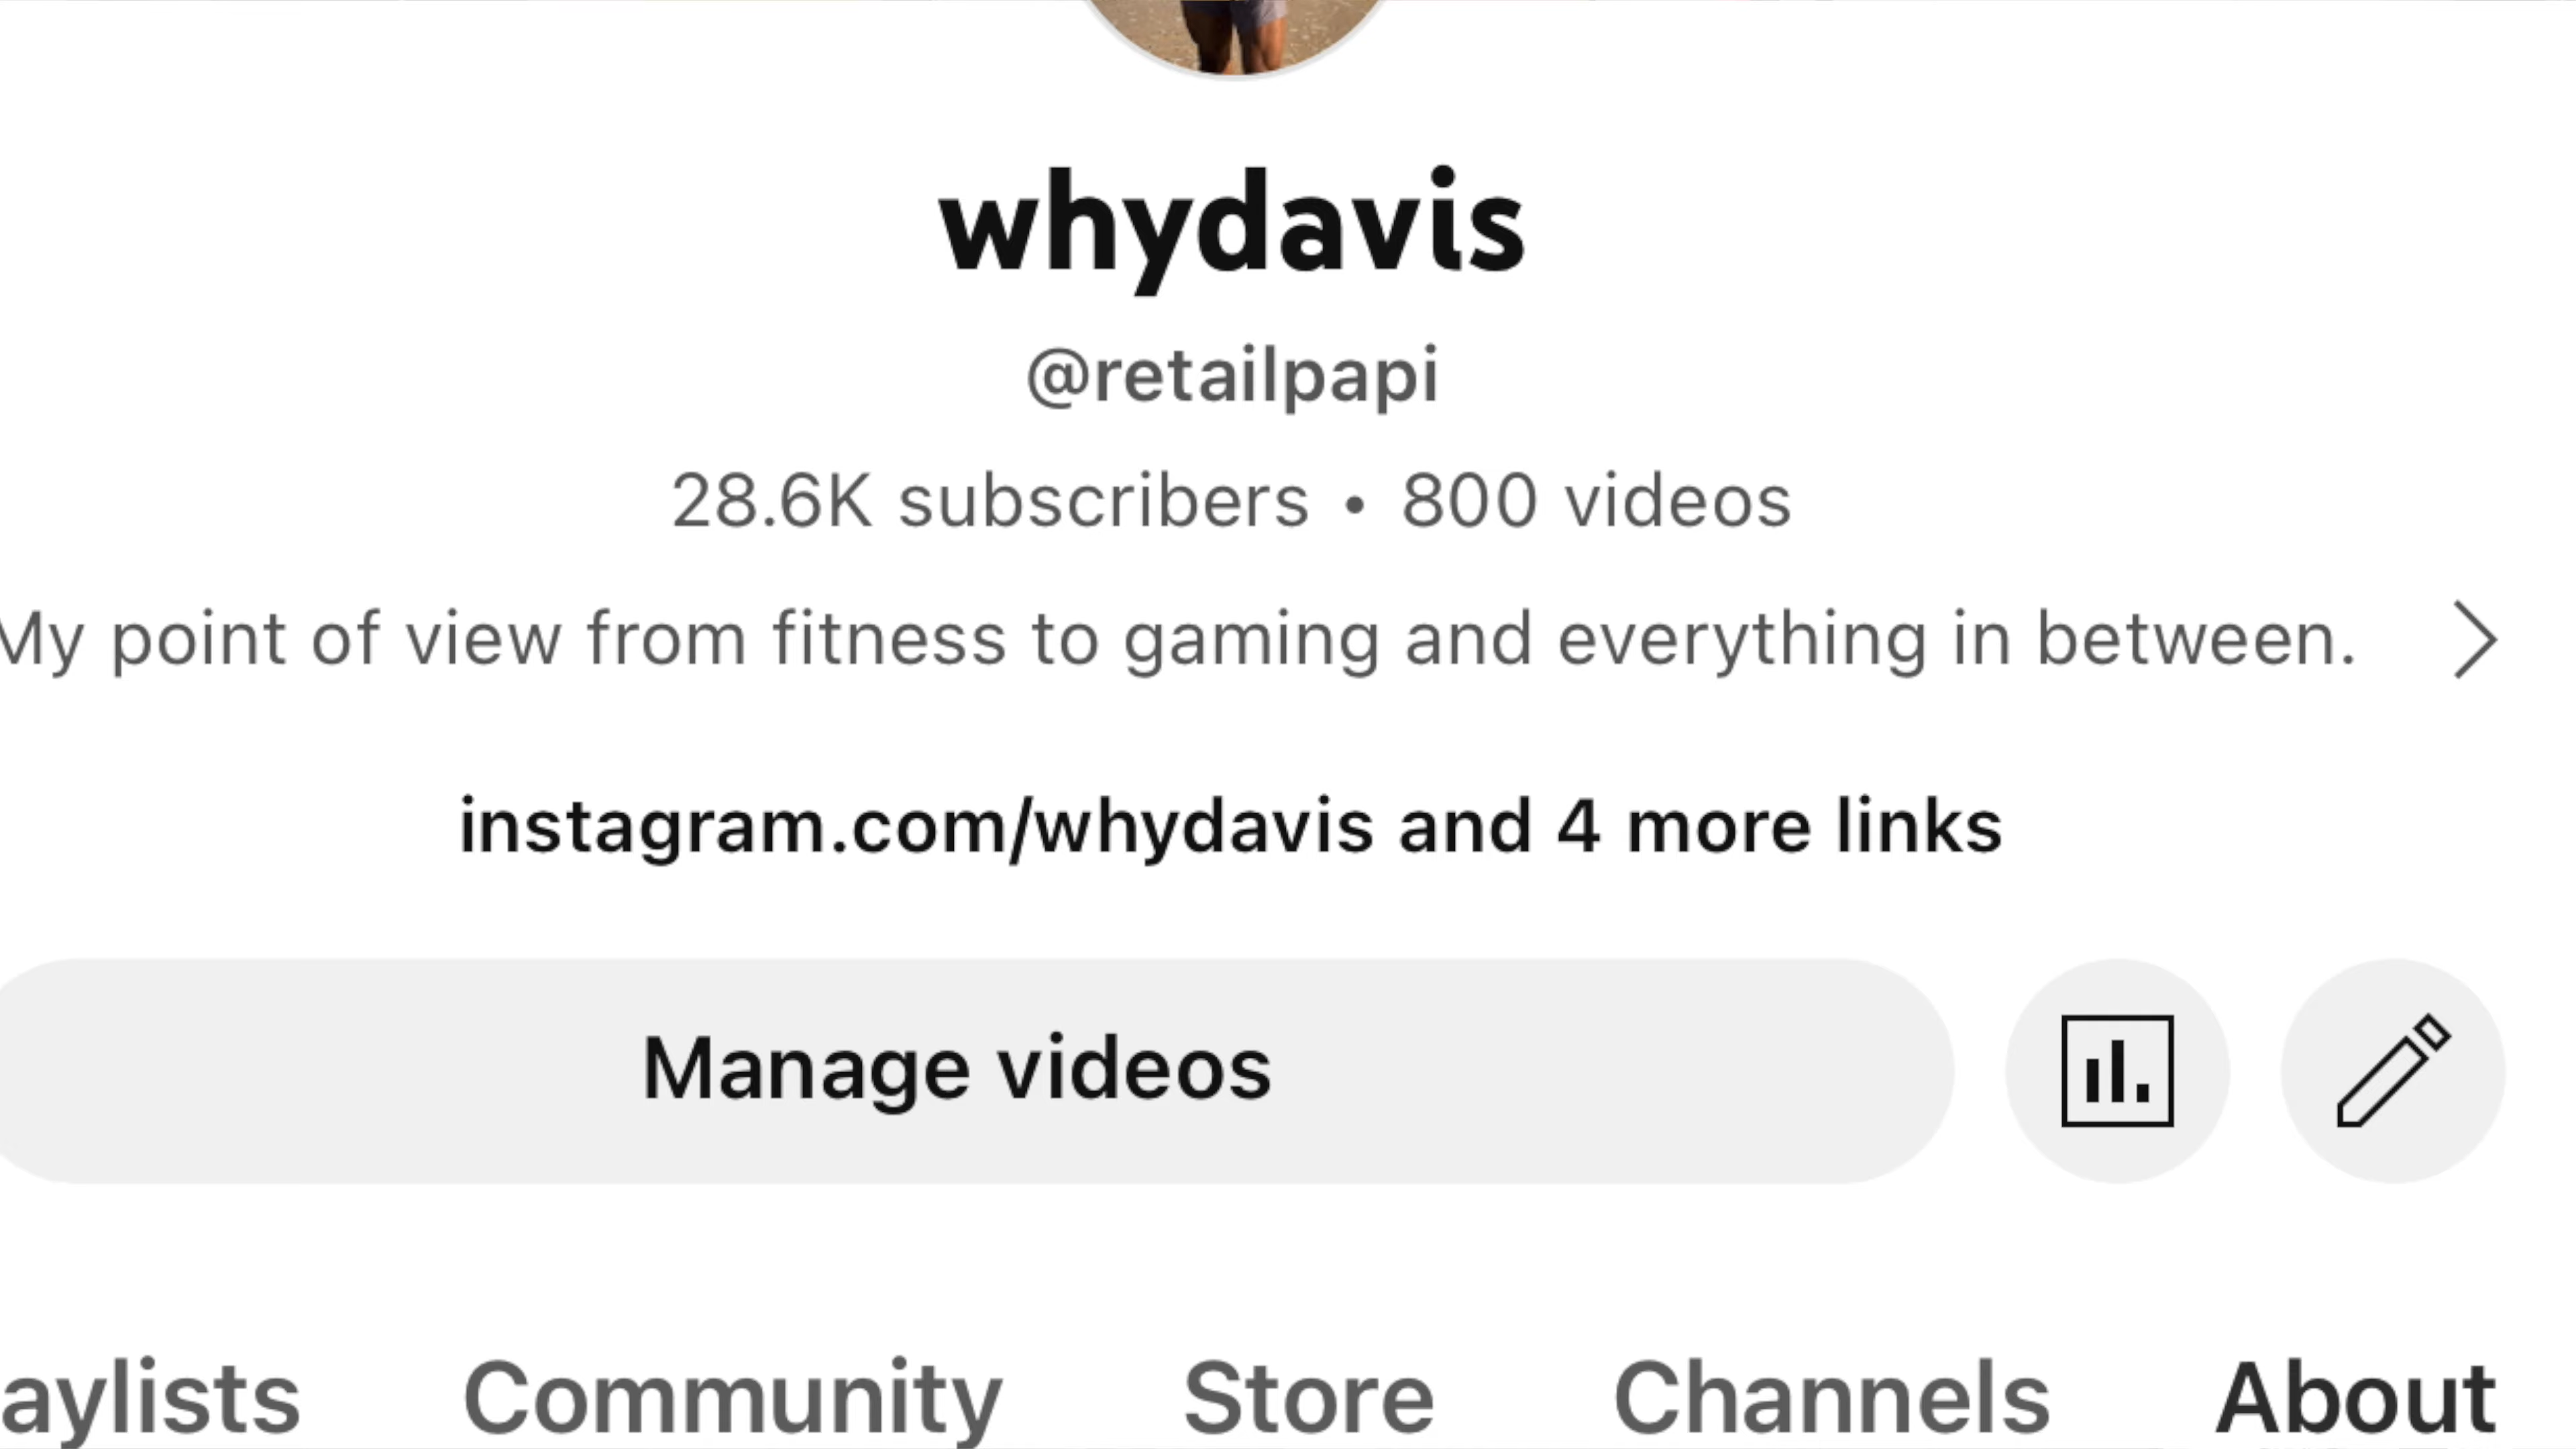 whydavis
@retailpapi
28.6K subscribers • 800 videos
My point of view from fitness to gaming and everything in between.
instagram.com/whydavis and 4 more links
Manage videos
aylists Community Store Channels About